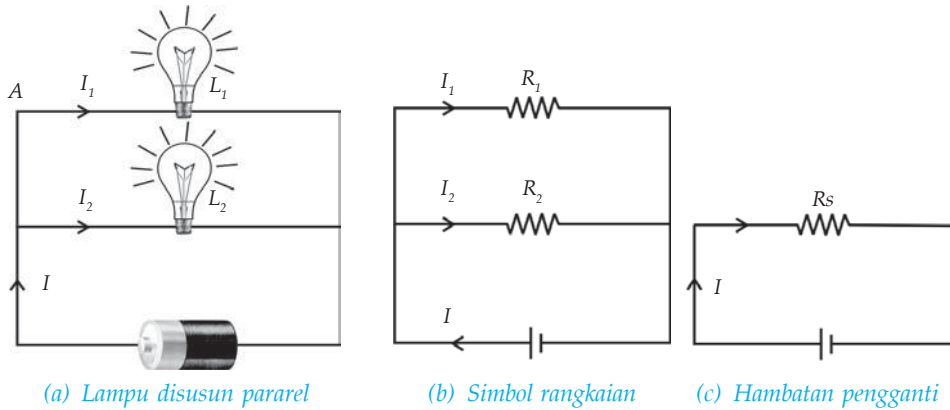 A
I₁
L₁
I₂
L₂
I
(a) Lampu disusun pararel
I₁
R₁
I₂
R₂
I
(b) Simbol rangkaian
Rs
I
(c) Hambatan pengganti